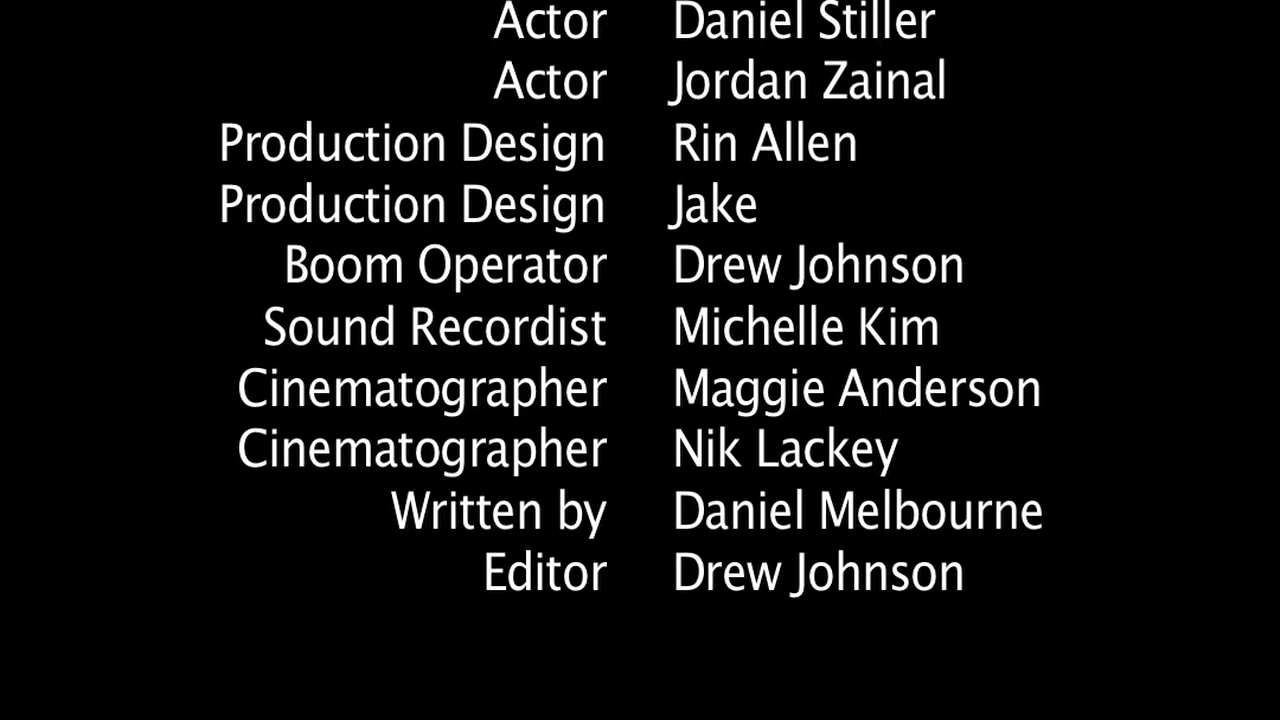 Actor Daniel Stiller
Actor Jordan Zainal
Production Design Rin Allen
Production Design Jake
Boom Operator Drew Johnson
Sound Recordist Michelle Kim
Cinematographer Maggie Anderson
Cinematographer Nik Lackey
Written by Daniel Melbourne
Editor Drew Johnson